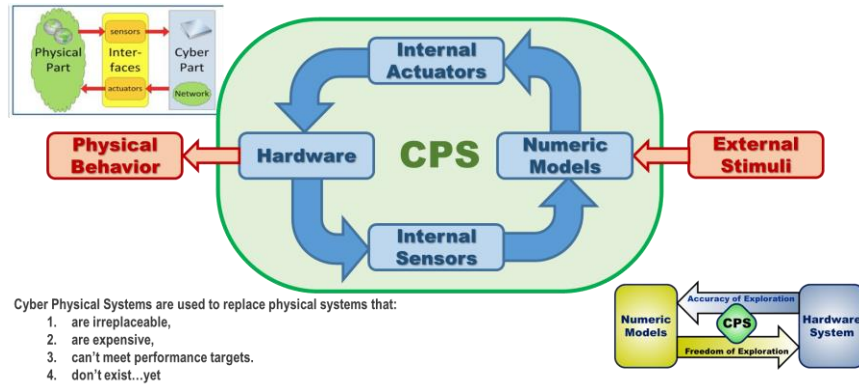 Physical
Part
sensors
Inter-
faces
actuators
Cyber
Part
Network
Internal
Actuators
Physical
Behavior
Hardware
CPS
Numeric
Models
External
Stimuli
Internal
Sensors
Cyber Physical Systems are used to replace physical systems that:
1. are irreplaceable,
2. are expensive,
3. can't meet performance targets.
4. don't exist...yet
Numeric
Models
Accuracy of Exploration
CPS
Freedom of Exploration
Hardware
System